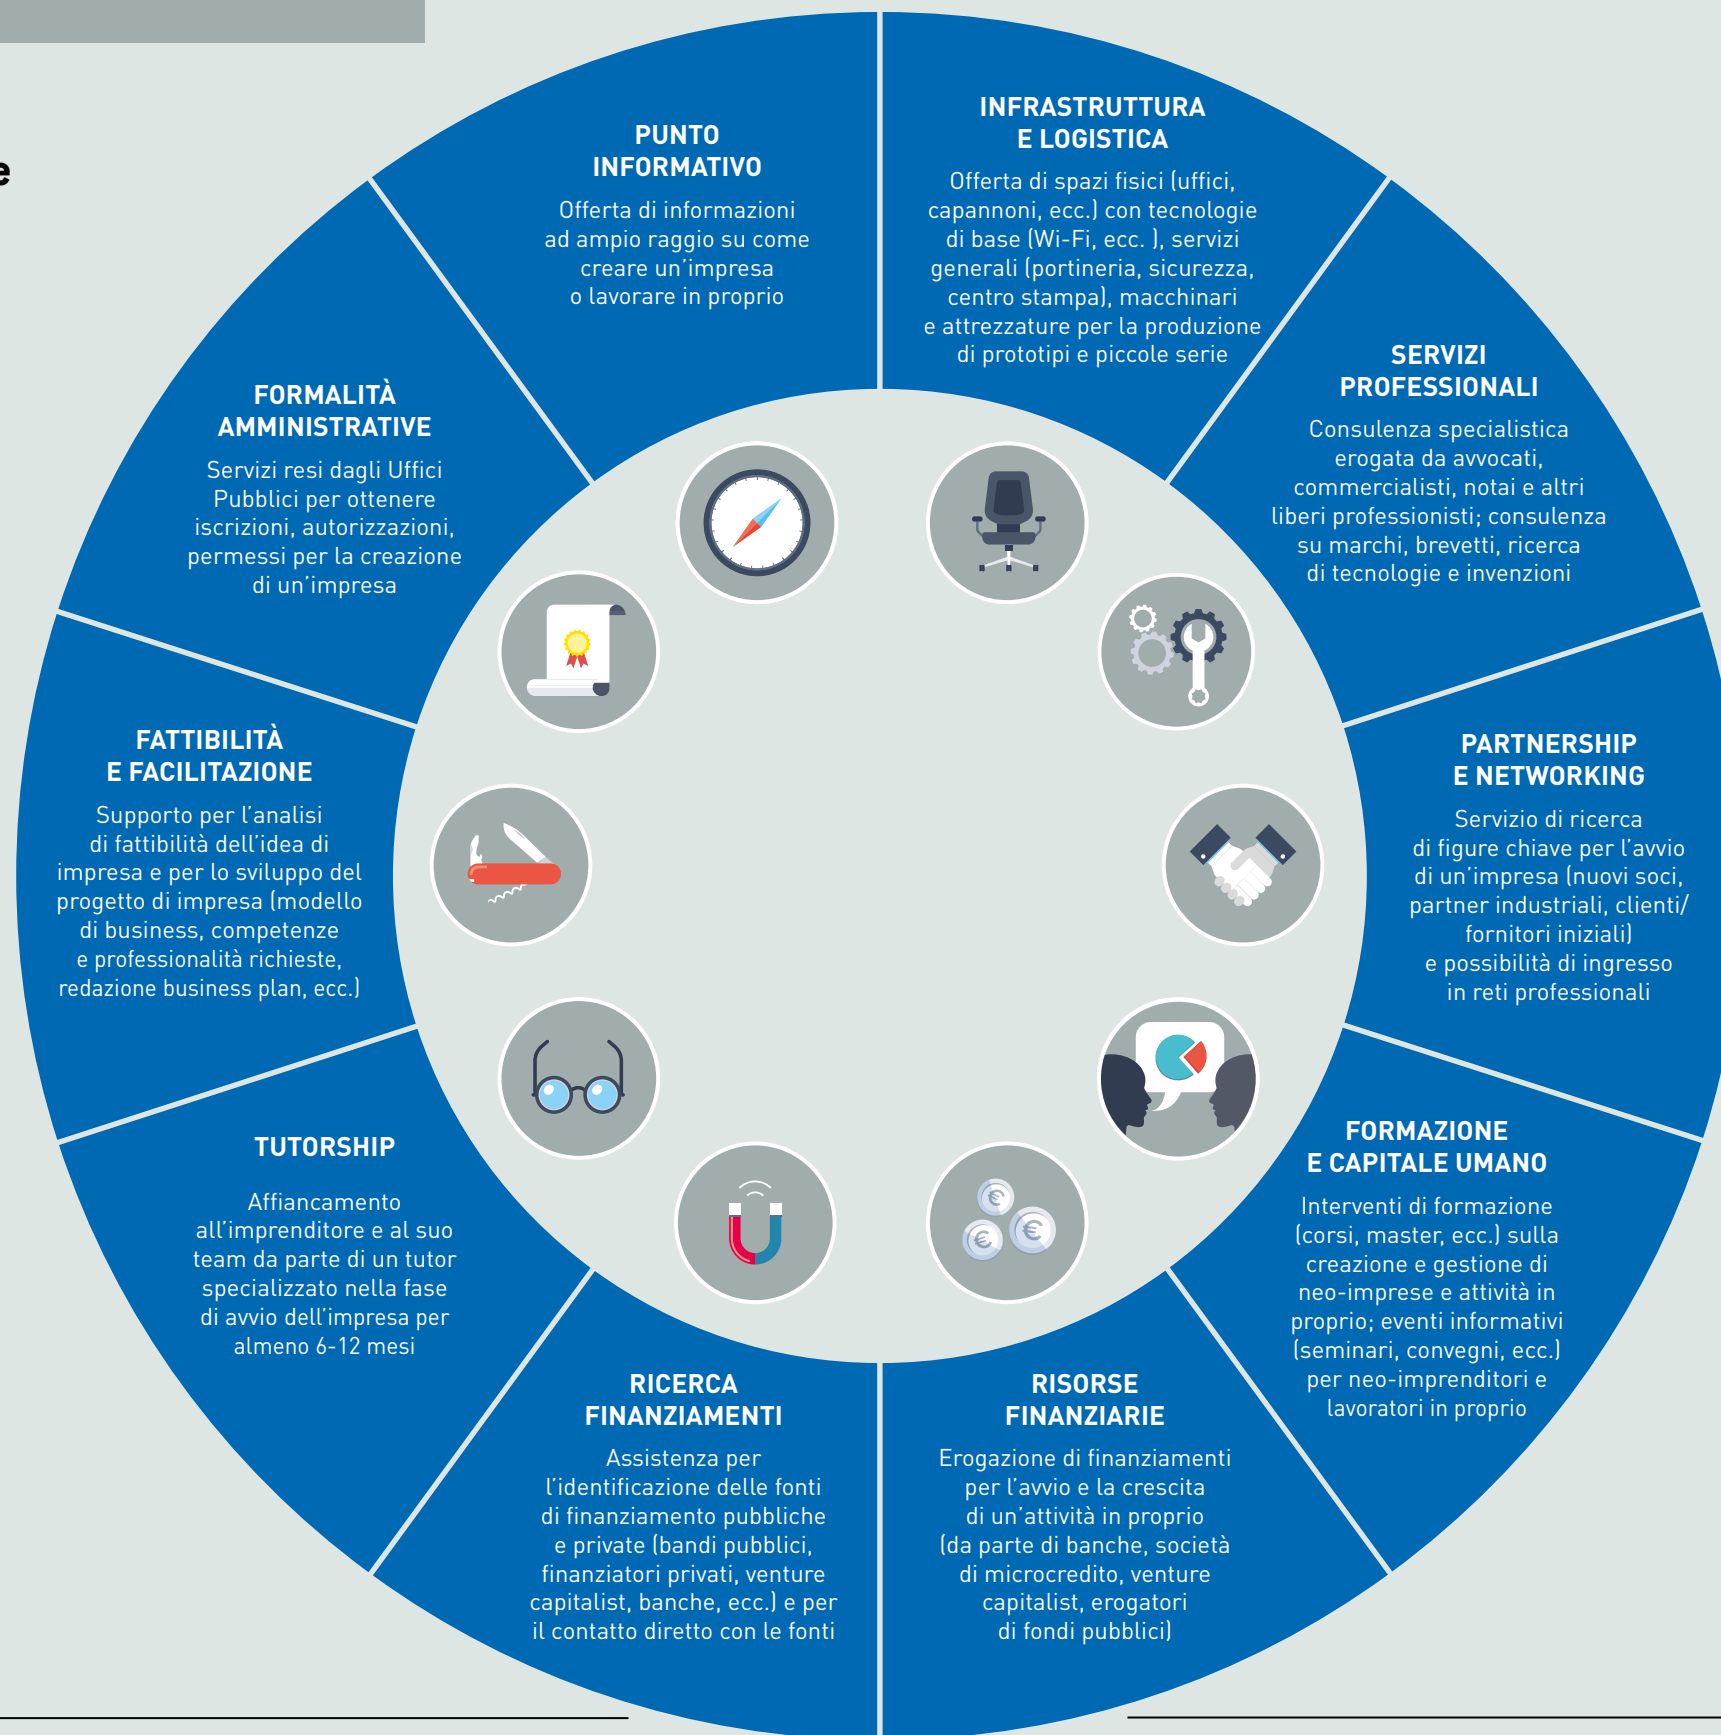 e
PUNTO
INFORMATIVO
Offerta di informazioni
ad ampio raggio su come
creare un’impresa
o lavorare in proprio
INFRASTRUTTURA
E LOGISTICA
Offerta di spazi fisici (uffici,
capannoni, ecc.) con tecnologie
di base (Wi-Fi, ecc. ), servizi
generali (portineria, sicurezza,
centro stampa), macchinari
e attrezzature per la produzione
di prototipi e piccole serie
SERVIZI
PROFESSIONALI
Consulenza specialistica
erogata da avvocati,
commercialisti, notai e altri
liberi professionisti; consulenza
su marchi, brevetti, ricerca
di tecnologie e invenzioni
PARTNERSHIP
E NETWORKING
Servizio di ricerca
di figure chiave per l’avvio
di un’impresa (nuovi soci,
partner industriali, clienti/
fornitori iniziali)
e possibilità di ingresso
in reti professionali
FORMAZIONE
E CAPITALE UMANO
Interventi di formazione
(corsi, master, ecc.) sulla
creazione e gestione di
neo-imprese e attività in
proprio; eventi informativi
(seminari, convegni, ecc.)
per neo-imprenditori e
lavoratori in proprio
RISORSE
FINANZIARIE
Erogazione di finanziamenti
per l’avvio e la crescita
di un’attività in proprio
(da parte di banche, società
di microcredito, venture
capitalist, erogatori
di fondi pubblici)
RICERCA
FINANZIAMENTI
Assistenza per
l’identificazione delle fonti
di finanziamento pubbliche
e private (bandi pubblici,
finanziatori privati, venture
capitalist, banche, ecc.) e per
il contatto diretto con le fonti
TUTORSHIP
Affiancamento
all’imprenditore e al suo
team da parte di un tutor
specializzato nella fase
di avvio dell’impresa per
almeno 6-12 mesi
FATTIBILITÀ
E FACILITAZIONE
Supporto per l’analisi
di fattibilità dell’idea di
impresa e per lo sviluppo del
progetto di impresa (modello
di business, competenze
e professionalità richieste,
redazione business plan, ecc.)
FORMALITÀ
AMMINISTRATIVE
Servizi resi dagli Uffici
Pubblici per ottenere
iscrizioni, autorizzazioni,
permessi per la creazione
di un’impresa
€
€
€